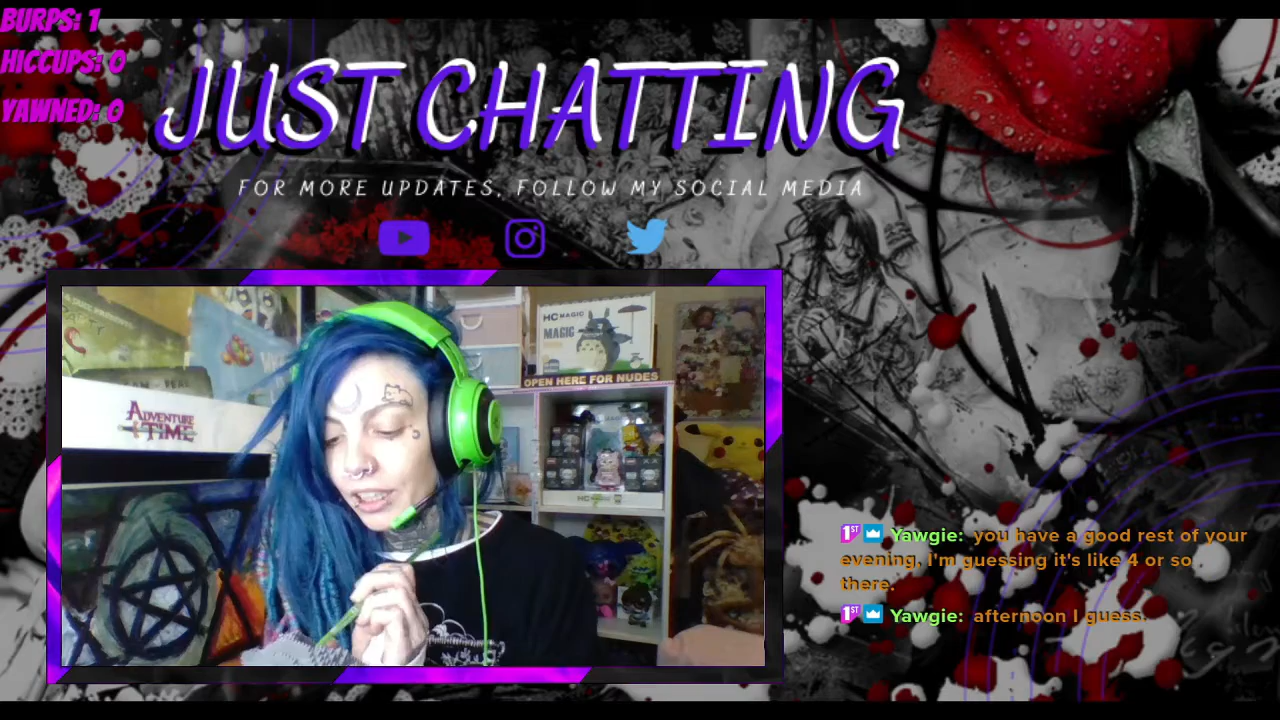 BURPS: 1
HICCUPS: 0
YAWNED: 0
JUST CHATTING
FOR MORE UPDATES, FOLLOW MY SOCIAL MEDIA
HC MAGIC
MAGIC
OPEN HERE FOR NUDES
ADVENTURE
TIME
1ST Yawgie: you have a good rest of your
evening, I'm guessing it's like 4 or so
there.
1ST Yawgie: afternoon I guess.